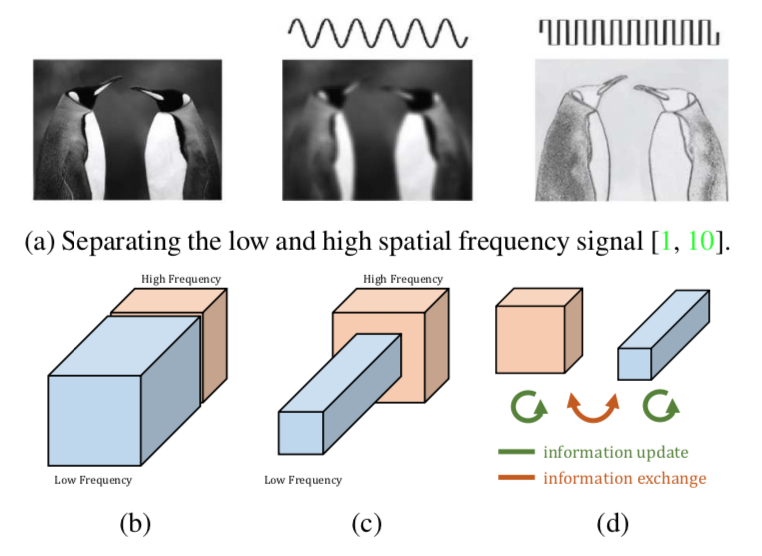 (a) Separating the low and high spatial frequency signal [1, 10].
High Frequency
Low Frequency
(b)
High Frequency
Low Frequency
(c)
information update
information exchange
(d)